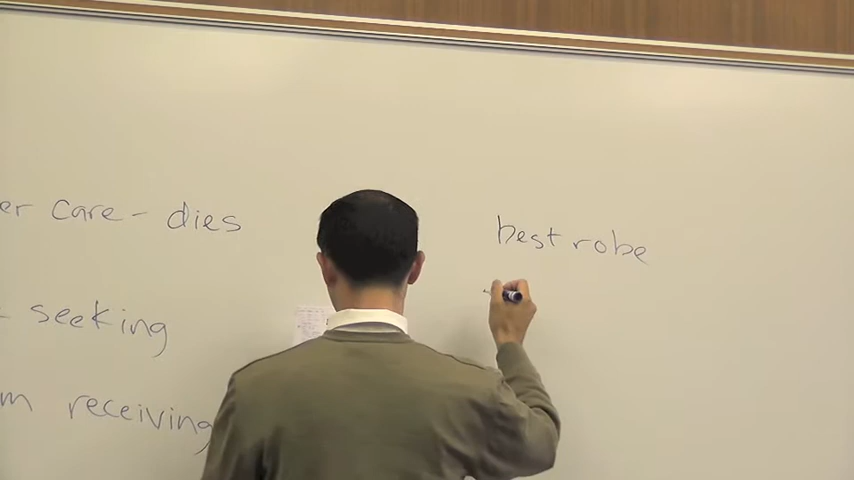 er care - dies
best robe
seeking
m receiving